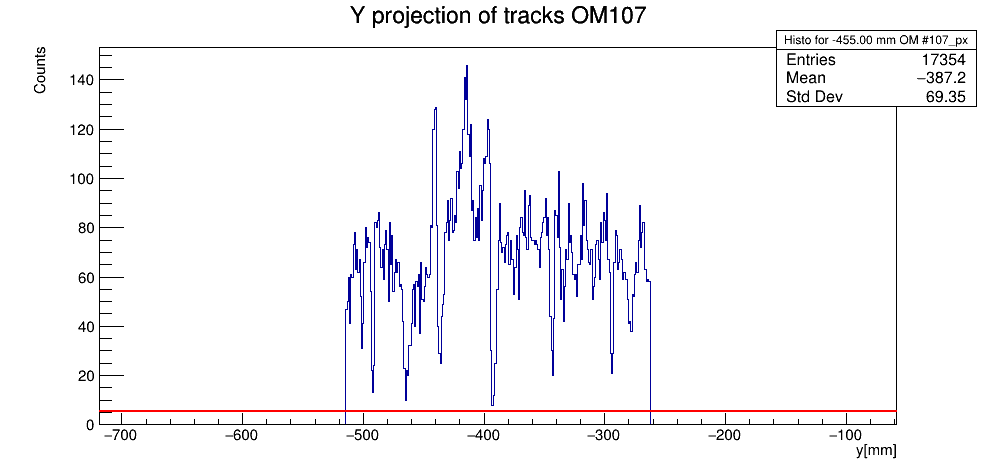 Y projection of tracks OM107
Histo for -455.00 mm OM #107_px
Entries 17354
Mean −387.2
Std Dev 69.35
Counts
140
120
100
80
60
40
20
0
−700 −600 −500 −400 −300 −200 −100
y[mm]